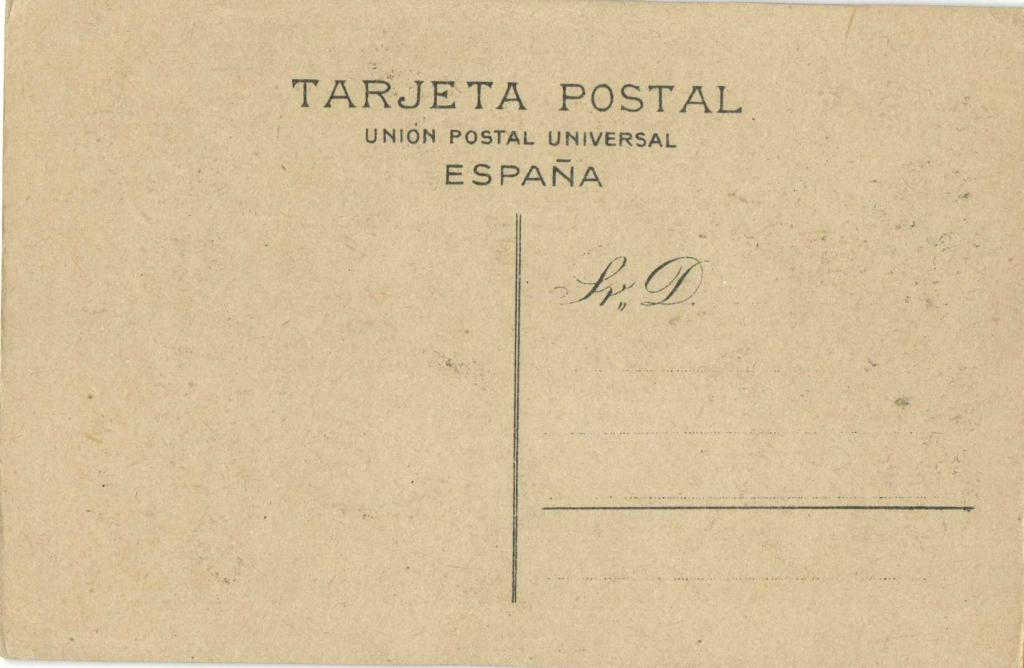 TARJETA POSTAL
UNIÓN POSTAL UNIVERSAL
ESPAÑA
Sr„ D.